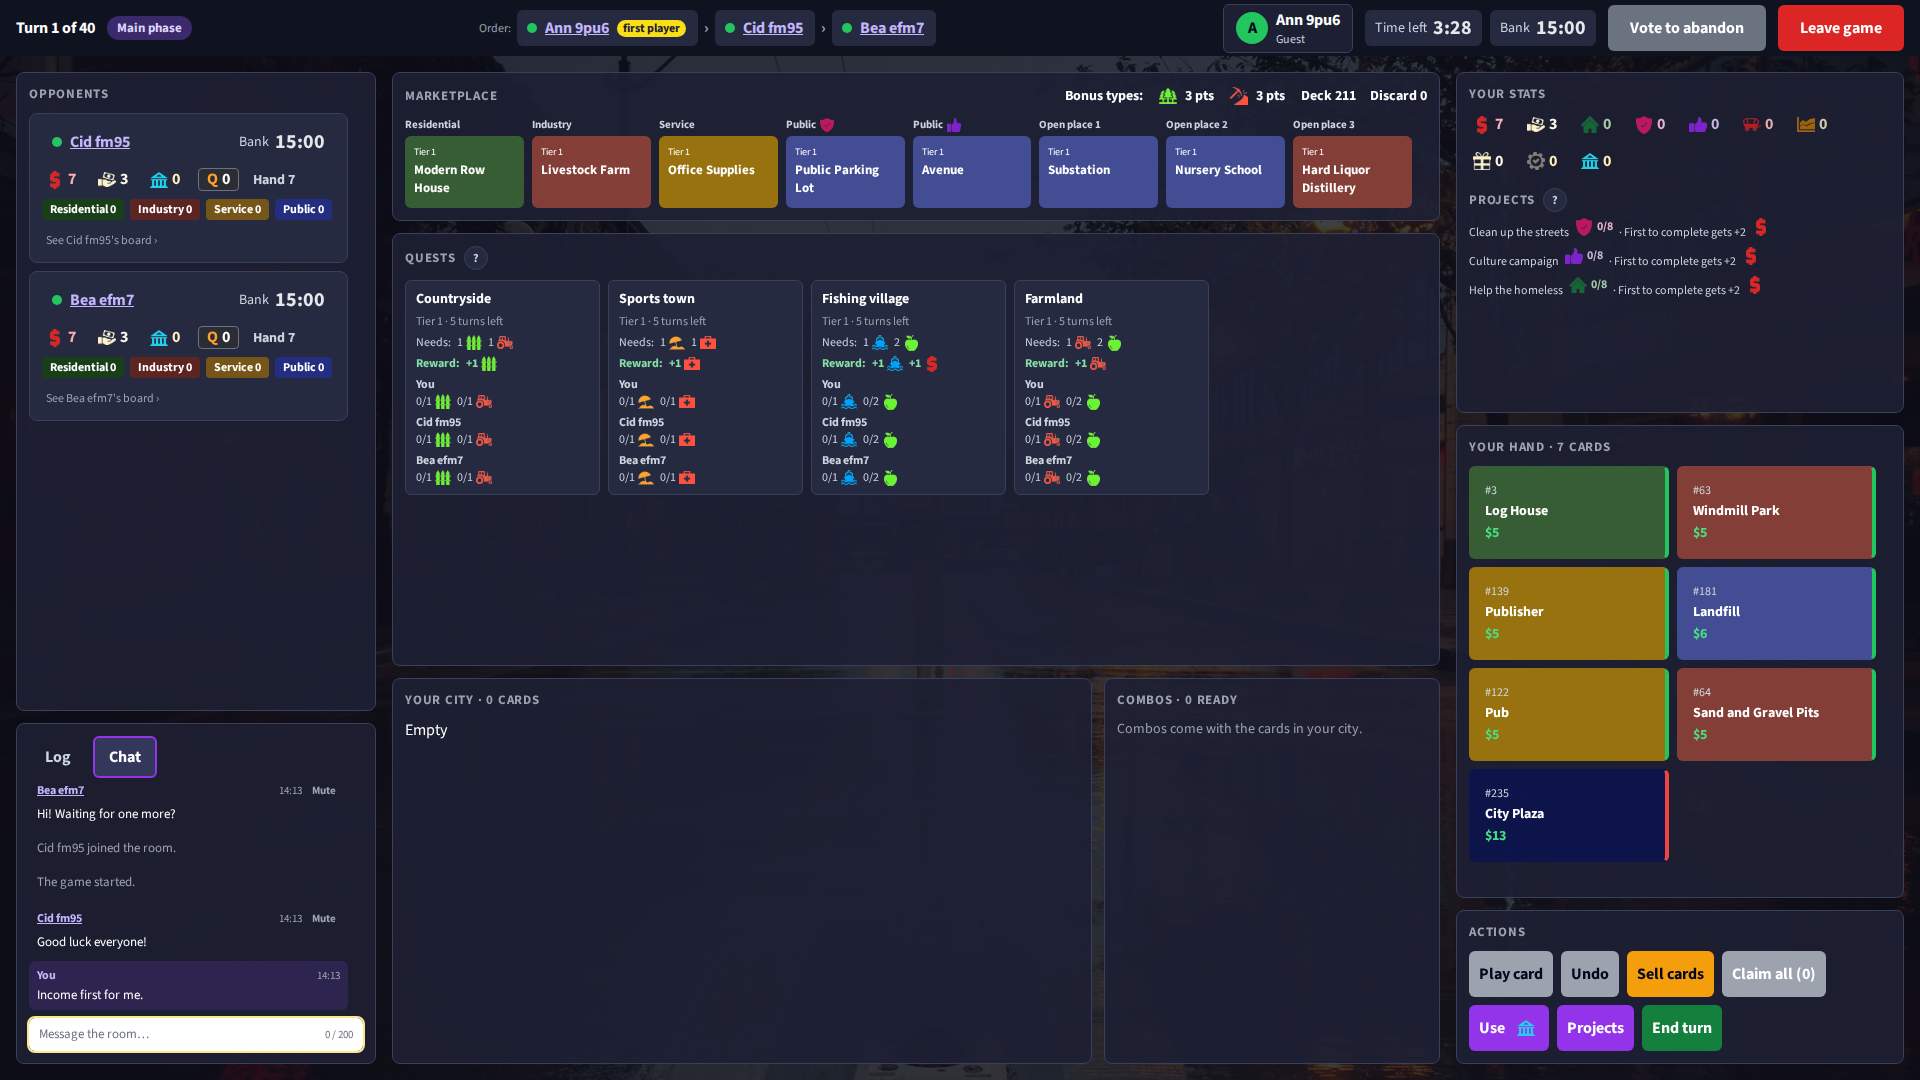 Turn 1 of 40 Main phase
Order: Ann 9pu6 first player › Cid fm95 › Bea efm7
A Ann 9pu6
Guest
Time left 3:28
Bank 15:00
Vote to abandon
Leave game
OPPONENTS
Cid fm95 Bank 15:00
$ 7 3 0 Q 0 Hand 7
Residential 0 Industry 0 Service 0 Public 0
See Cid fm95's board ›
Bea efm7 Bank 15:00
$ 7 3 0 Q 0 Hand 7
Residential 0 Industry 0 Service 0 Public 0
See Bea efm7's board ›
Log Chat
Bea efm7 14:13 Mute
Hi! Waiting for one more?
Cid fm95 joined the room.
The game started.
Cid fm95 14:13 Mute
Good luck everyone!
You 14:13
Income first for me.
Message the room… 0 / 200
MARKETPLACE
Bonus types: 3 pts 3 pts Deck 211 Discard 0
Residential
Tier 1
Modern Row
House
Industry
Tier 1
Livestock Farm
Service
Tier 1
Office Supplies
Public
Tier 1
Public Parking
Lot
Public
Tier 1
Avenue
Open place 1
Tier 1
Substation
Open place 2
Tier 1
Nursery School
Open place 3
Tier 1
Hard Liquor
Distillery
QUESTS ?
Countryside
Tier 1 · 5 turns left
Needs: 1 1
Reward: +1
You
0/1 0/1
Cid fm95
0/1 0/1
Bea efm7
0/1 0/1
Sports town
Tier 1 · 5 turns left
Needs: 1 1
Reward: +1
You
0/1 0/1
Cid fm95
0/1 0/1
Bea efm7
0/1 0/1
Fishing village
Tier 1 · 5 turns left
Needs: 1 2
Reward: +1 +1 $
You
0/1 0/2
Cid fm95
0/1 0/2
Bea efm7
0/1 0/2
Farmland
Tier 1 · 5 turns left
Needs: 1 2
Reward: +1
You
0/1 0/2
Cid fm95
0/1 0/2
Bea efm7
0/1 0/2
YOUR CITY · 0 CARDS
Empty
COMBOS · 0 READY
Combos come with the cards in your city.
YOUR STATS
$ 7 3 0 0 0 0 0
0 0 0
PROJECTS ?
Clean up the streets 0/8 · First to complete gets +2 $
Culture campaign 0/8 · First to complete gets +2 $
Help the homeless 0/8 · First to complete gets +2 $
YOUR HAND · 7 CARDS
#3
Log House
$5
#63
Windmill Park
$5
#139
Publisher
$5
#181
Landfill
$6
#122
Pub
$5
#64
Sand and Gravel Pits
$5
#235
City Plaza
$13
ACTIONS
Play card Undo Sell cards Claim all (0)
Use Projects End turn